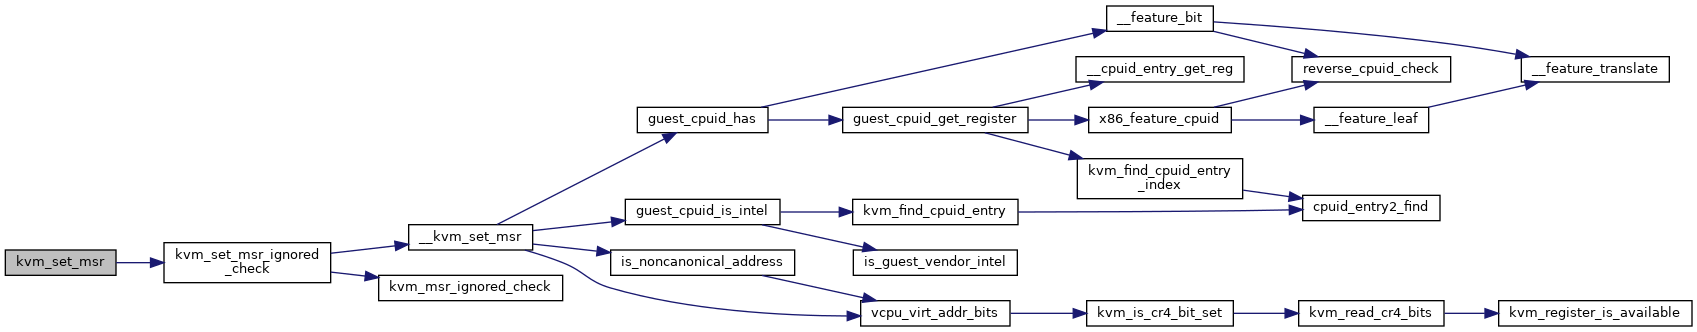 kvm_set_msr
kvm_set_msr_ignored
_check
__kvm_set_msr
kvm_msr_ignored_check
guest_cpuid_has
guest_cpuid_is_intel
is_noncanonical_address
vcpu_virt_addr_bits
__feature_bit
guest_cpuid_get_register
__cpuid_entry_get_reg
x86_feature_cpuid
kvm_find_cpuid_entry
_index
reverse_cpuid_check
__feature_translate
__feature_leaf
cpuid_entry2_find
kvm_find_cpuid_entry
is_guest_vendor_intel
kvm_is_cr4_bit_set
kvm_read_cr4_bits
kvm_register_is_available